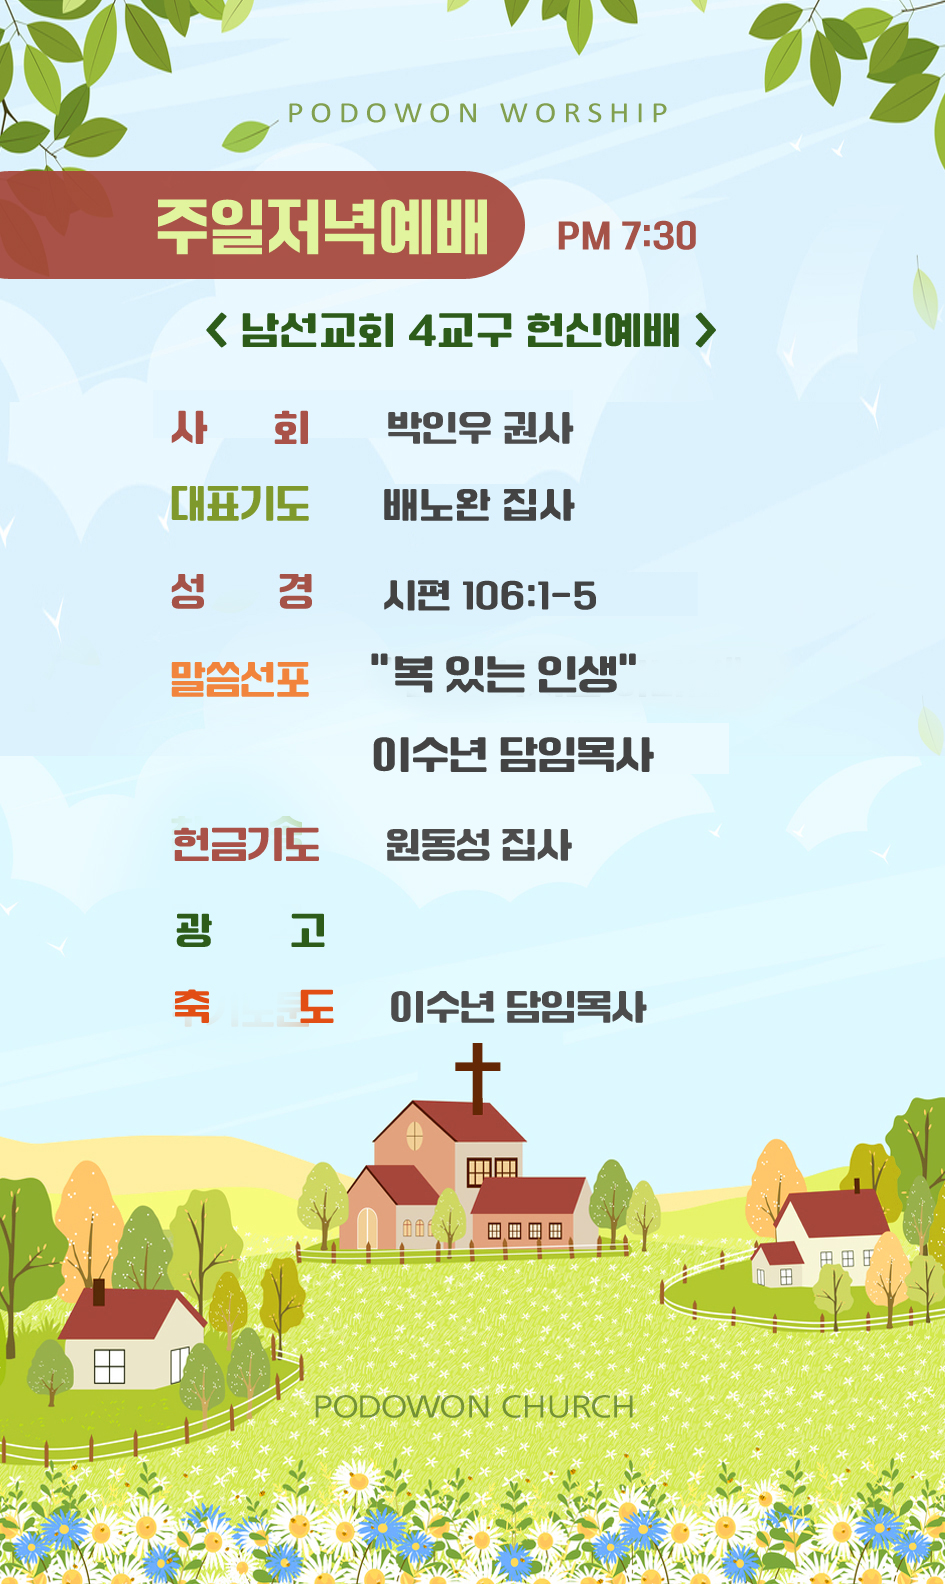 PODOWON WORSHIP
주일저녁예배 PM 7:30
< 남선교회 4교구 헌신예배 >
사 회 박인우 권사
대표기도 배노완 집사
성 경 시편 106:1-5
말씀선포 "복 있는 인생"
이수년 담임목사
헌금기도 원동성 집사
광 고
축 도 이수년 담임목사
PODOWON CHURCH